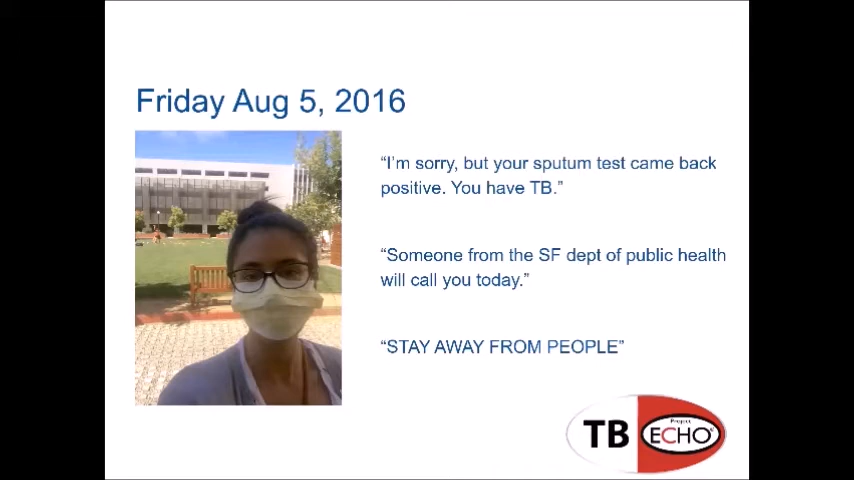 Friday Aug 5, 2016
“I’m sorry, but your sputum test came back
positive. You have TB.”
“Someone from the SF dept of public health
will call you today.”
“STAY AWAY FROM PEOPLE”
Project
TB ECHO®